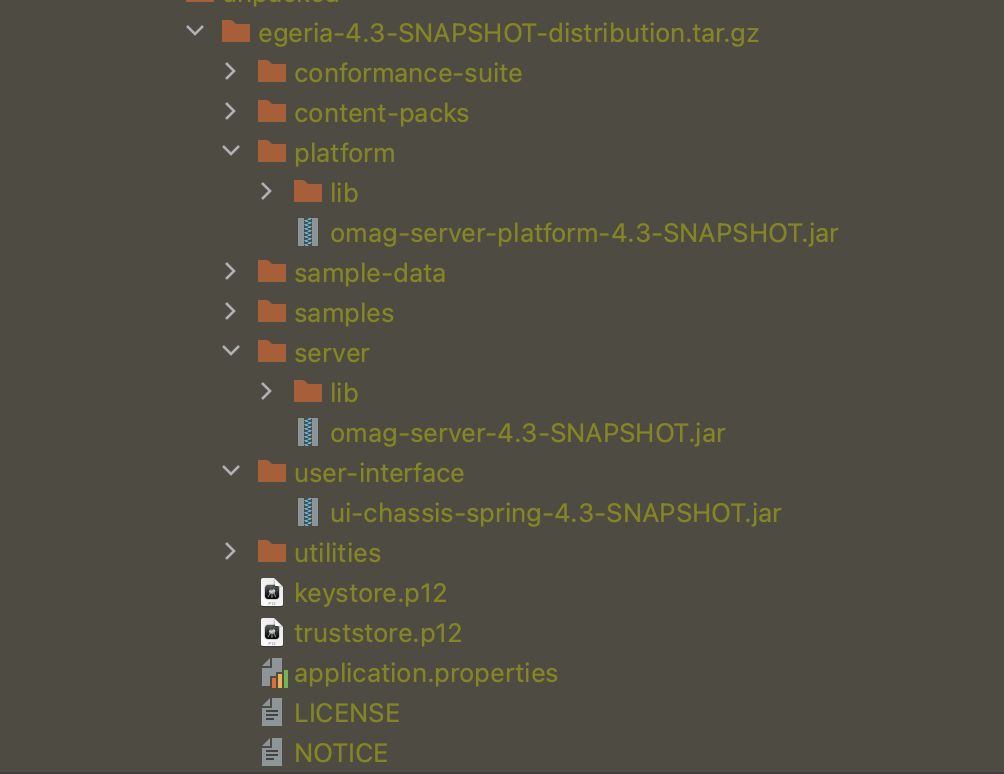 unpacked
egeria-4.3-SNAPSHOT-distribution.tar.gz
conformance-suite
content-packs
platform
lib
omag-server-platform-4.3-SNAPSHOT.jar
sample-data
samples
server
lib
omag-server-4.3-SNAPSHOT.jar
user-interface
ui-chassis-spring-4.3-SNAPSHOT.jar
utilities
keystore.p12
truststore.p12
application.properties
LICENSE
NOTICE